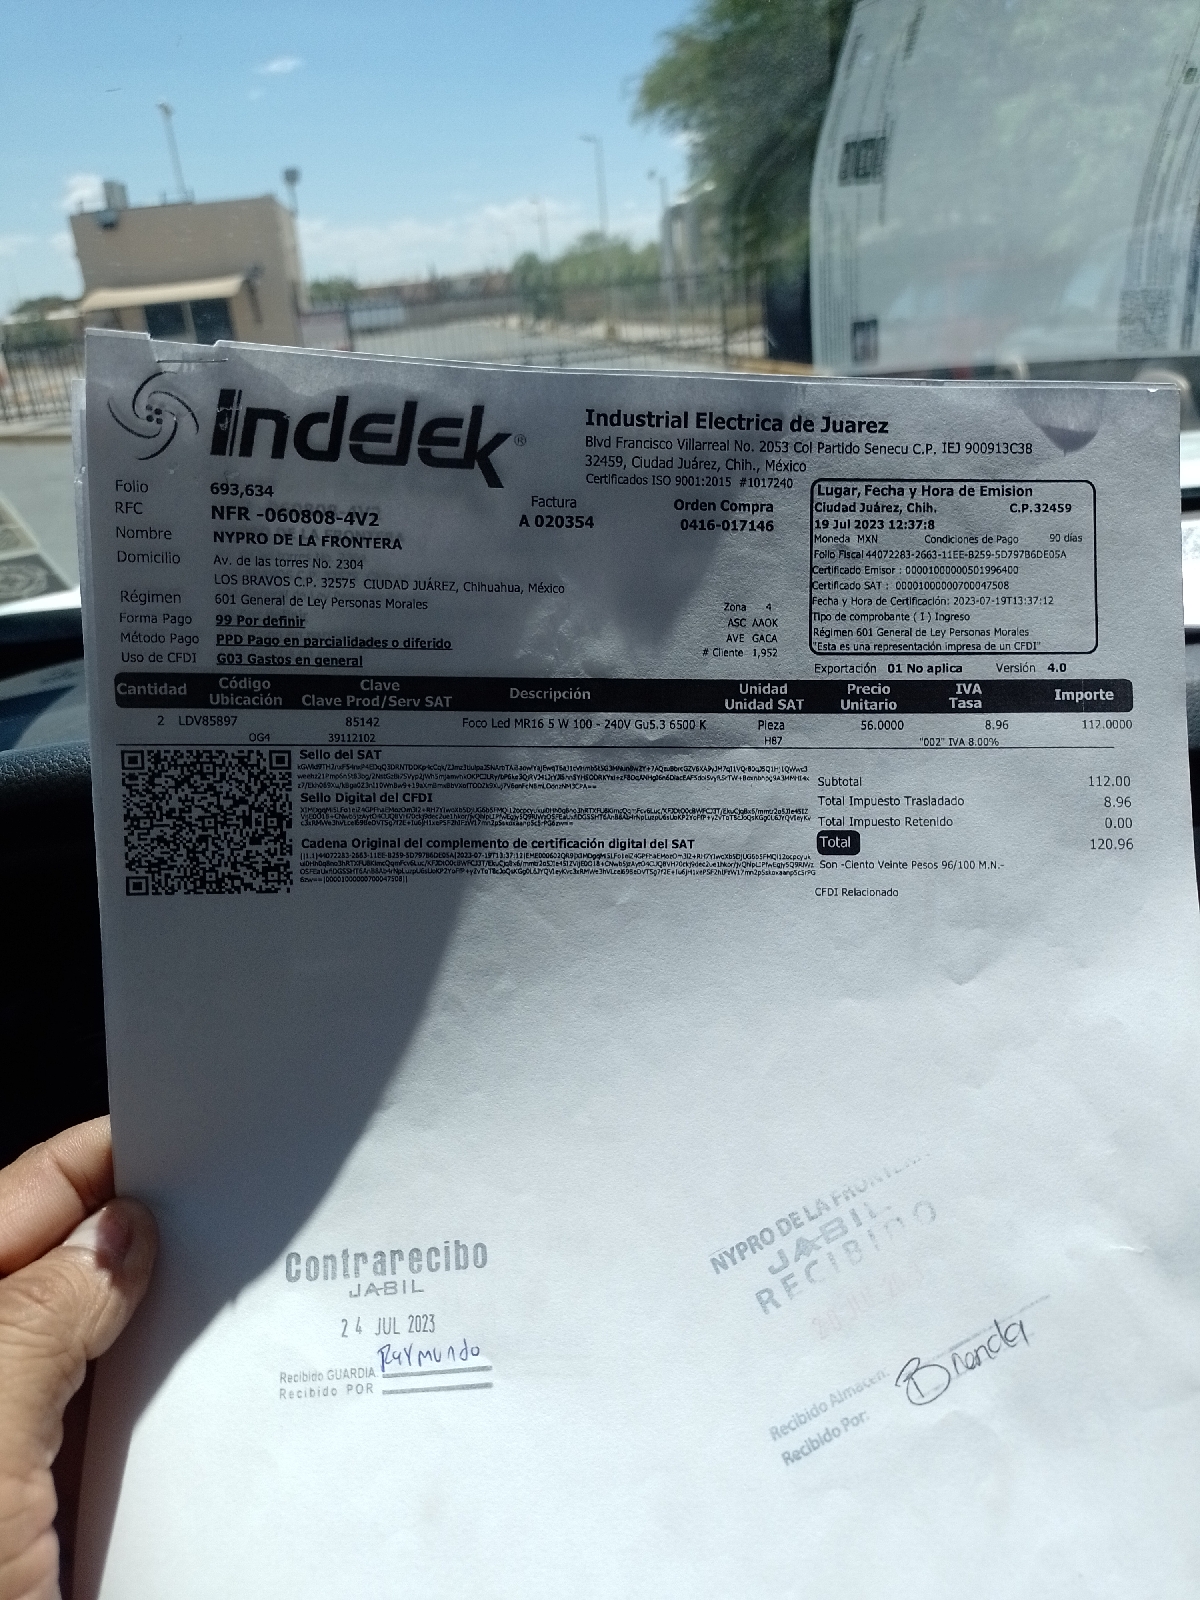 Indelek®
Industrial Electrica de Juarez
Blvd Francisco Villarreal No. 2053 Col Partido Senecu C.P. IEJ 900913C38
32459, Ciudad Juárez, Chih., México
Certificados ISO 9001:2015 #1017240
Folio 693,634
RFC NFR -060808-4V2
Nombre NYPRO DE LA FRONTERA
Domicilio Av. de las torres No. 2304
LOS BRAVOS C.P. 32575 CIUDAD JUÁREZ, Chihuahua, México
Régimen 601 General de Ley Personas Morales
Forma Pago 99 Por definir
Método Pago PPD Pago en parcialidades o diferido
Uso de CFDI G03 Gastos en general
Factura
A 020354
Orden Compra
0416-017146
Zona 4
ASC AAOK
AVE GACA
# Cliente 1,952
Lugar, Fecha y Hora de Emision
Ciudad Juárez, Chih. C.P.32459
19 Jul 2023 12:37:8
Moneda MXN Condiciones de Pago 90 días
Folio Fiscal 44072283-2663-11EE-B259-5D797B6DE05A
Certificado Emisor : 00001000000501996400
Certificado SAT : 00001000000700047508
Fecha y Hora de Certificación: 2023-07-19T13:37:12
Tipo de comprobante ( I ) Ingreso
Régimen 601 General de Ley Personas Morales
"Esta es una representación impresa de un CFDI"
Exportación 01 No aplica Versión 4.0
Cantidad Código Ubicación Clave Clave Prod/Serv SAT Descripción Unidad Unidad SAT Precio Unitario IVA Tasa Importe
2 LDV85897 85142 Foco Led MR16 5 W 100 - 240V Gu5.3 6500 K Pieza 56.0000 8.96 112.0000
OG4 39112102 H87 "002" IVA 8.00%
Sello del SAT
Sello Digital del CFDI
Cadena Original del complemento de certificación digital del SAT
Subtotal 112.00
Total Impuesto Trasladado 8.96
Total Impuesto Retenido 0.00
Total 120.96
Son -Ciento Veinte Pesos 96/100 M.N.-
CFDI Relacionado
Contrarecibo
JABIL
24 JUL 2023
Recibido GUARDIA Raymundo
Recibido POR
NYPRO DE LA FRONTERA
JABIL
RECIBIDO
Recibido Almacen: Brenda
Recibido Por: